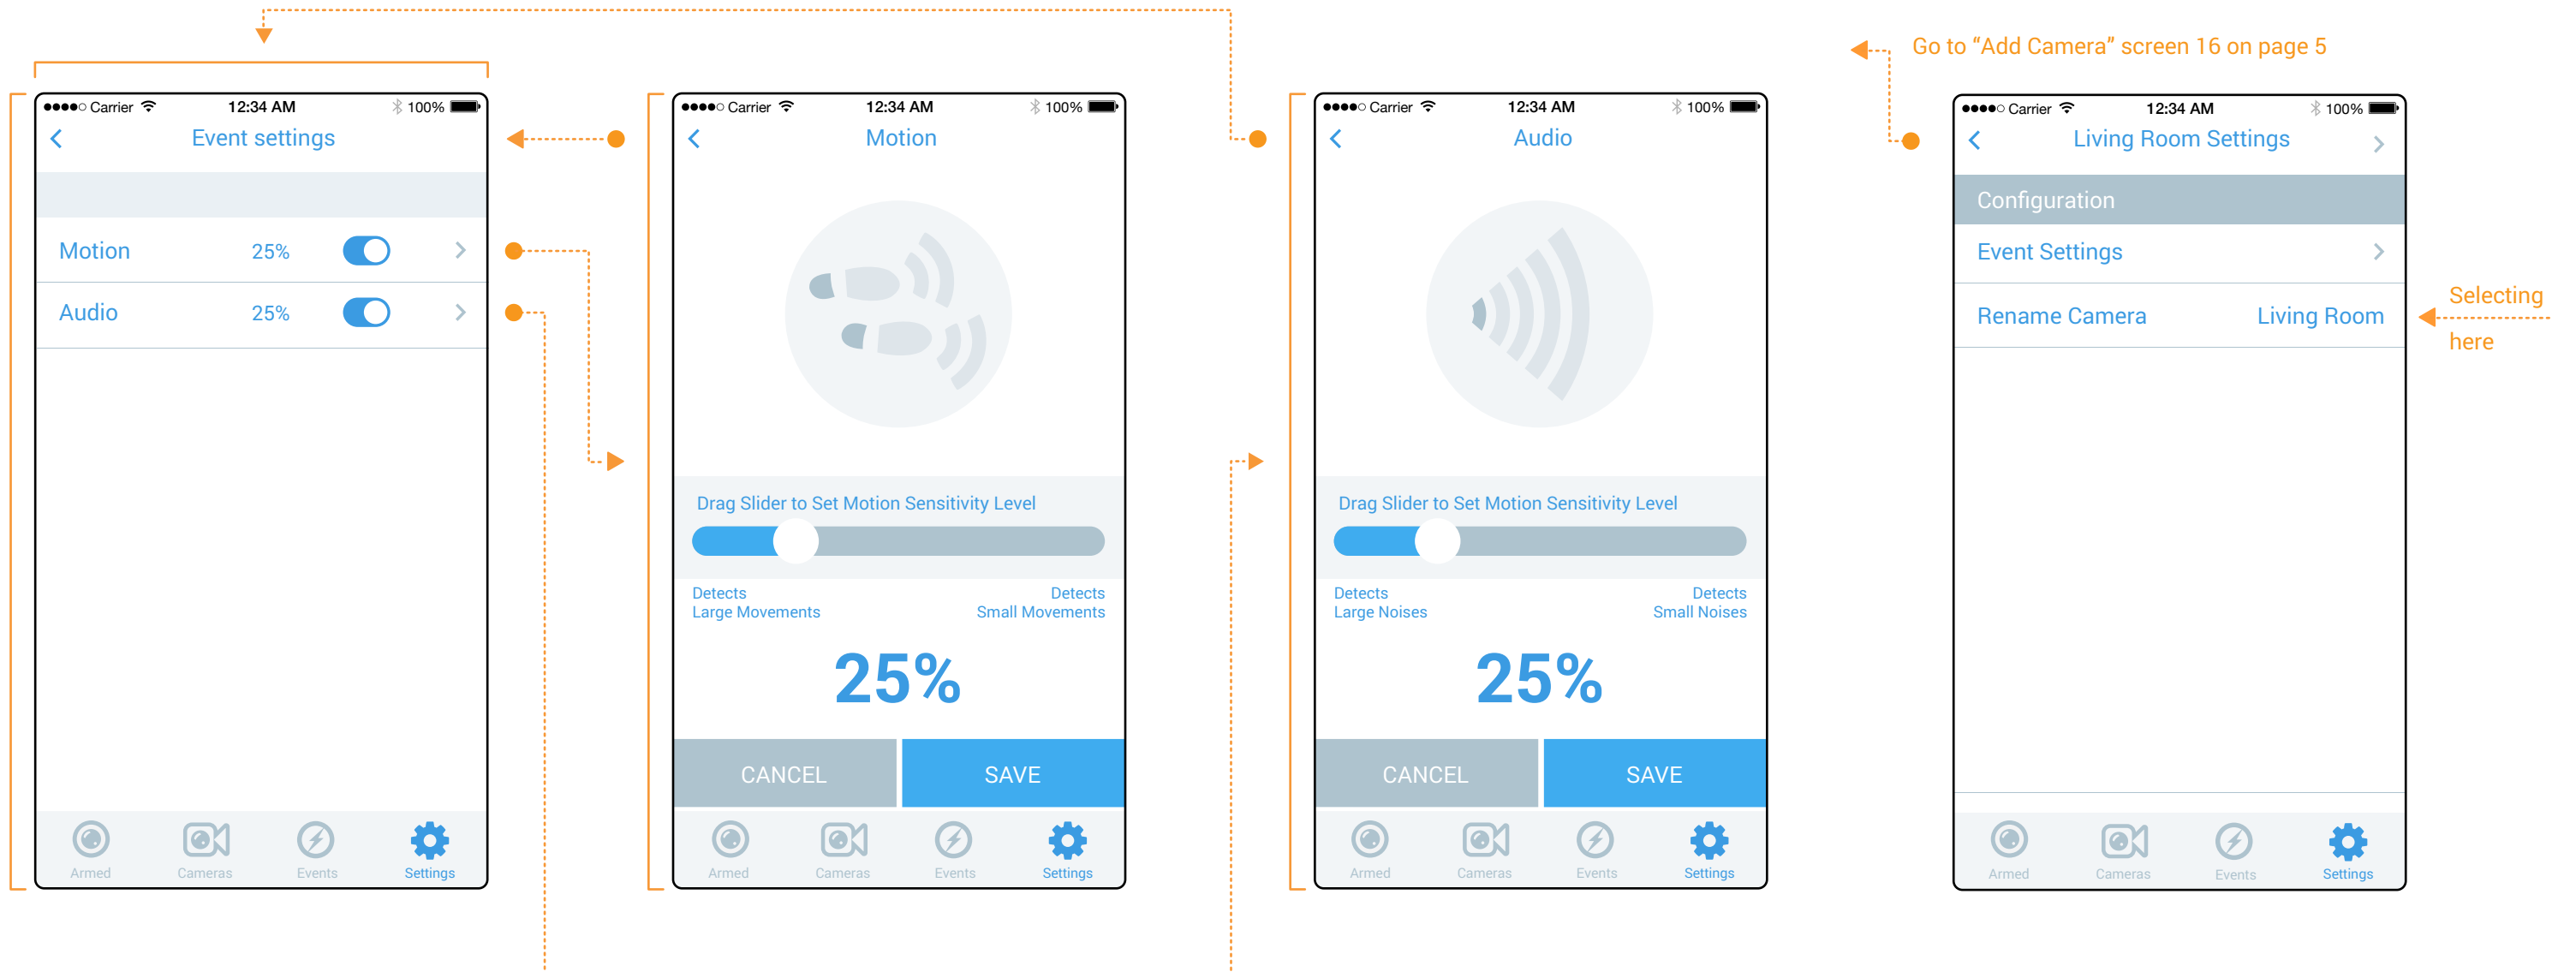 Go to “Add Camera” screen 16 on page 5
Carrier 12:34 AM 100%
Event settings
Motion 25%
Audio 25%
Armed Cameras Events Settings
Carrier 12:34 AM 100%
Motion
Drag Slider to Set Motion Sensitivity Level
Detects Detects
Large Movements Small Movements
25%
CANCEL SAVE
Armed Cameras Events Settings
Carrier 12:34 AM 100%
Audio
Drag Slider to Set Motion Sensitivity Level
Detects Detects
Large Noises Small Noises
25%
CANCEL SAVE
Armed Cameras Events Settings
Carrier 12:34 AM 100%
Living Room Settings
Configuration
Event Settings
Rename Camera Living Room
Armed Cameras Events Settings
Selecting
here